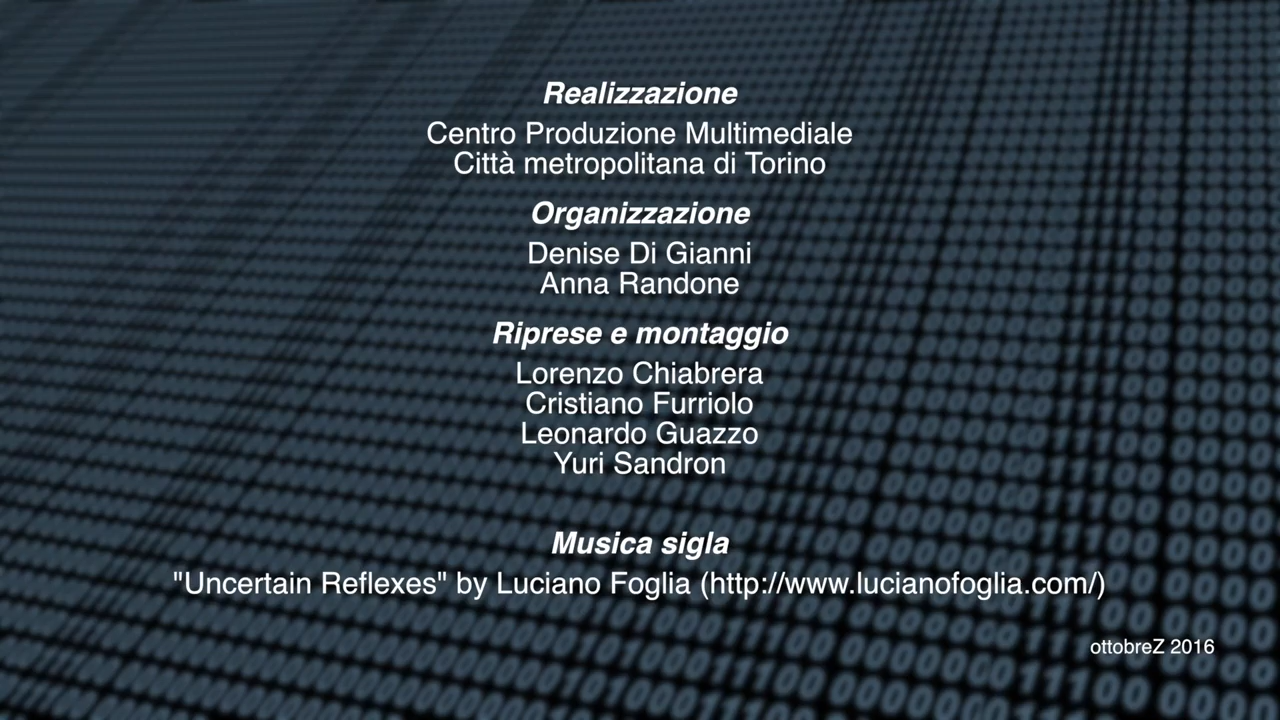 Realizzazione
Centro Produzione Multimediale
Città metropolitana di Torino
Organizzazione
Denise Di Gianni
Anna Randone
Riprese e montaggio
Lorenzo Chiabrera
Cristiano Furriolo
Leonardo Guazzo
Yuri Sandron
Musica sigla
"Uncertain Reflexes" by Luciano Foglia (http://www.lucianofoglia.com/)
ottobreZ 2016